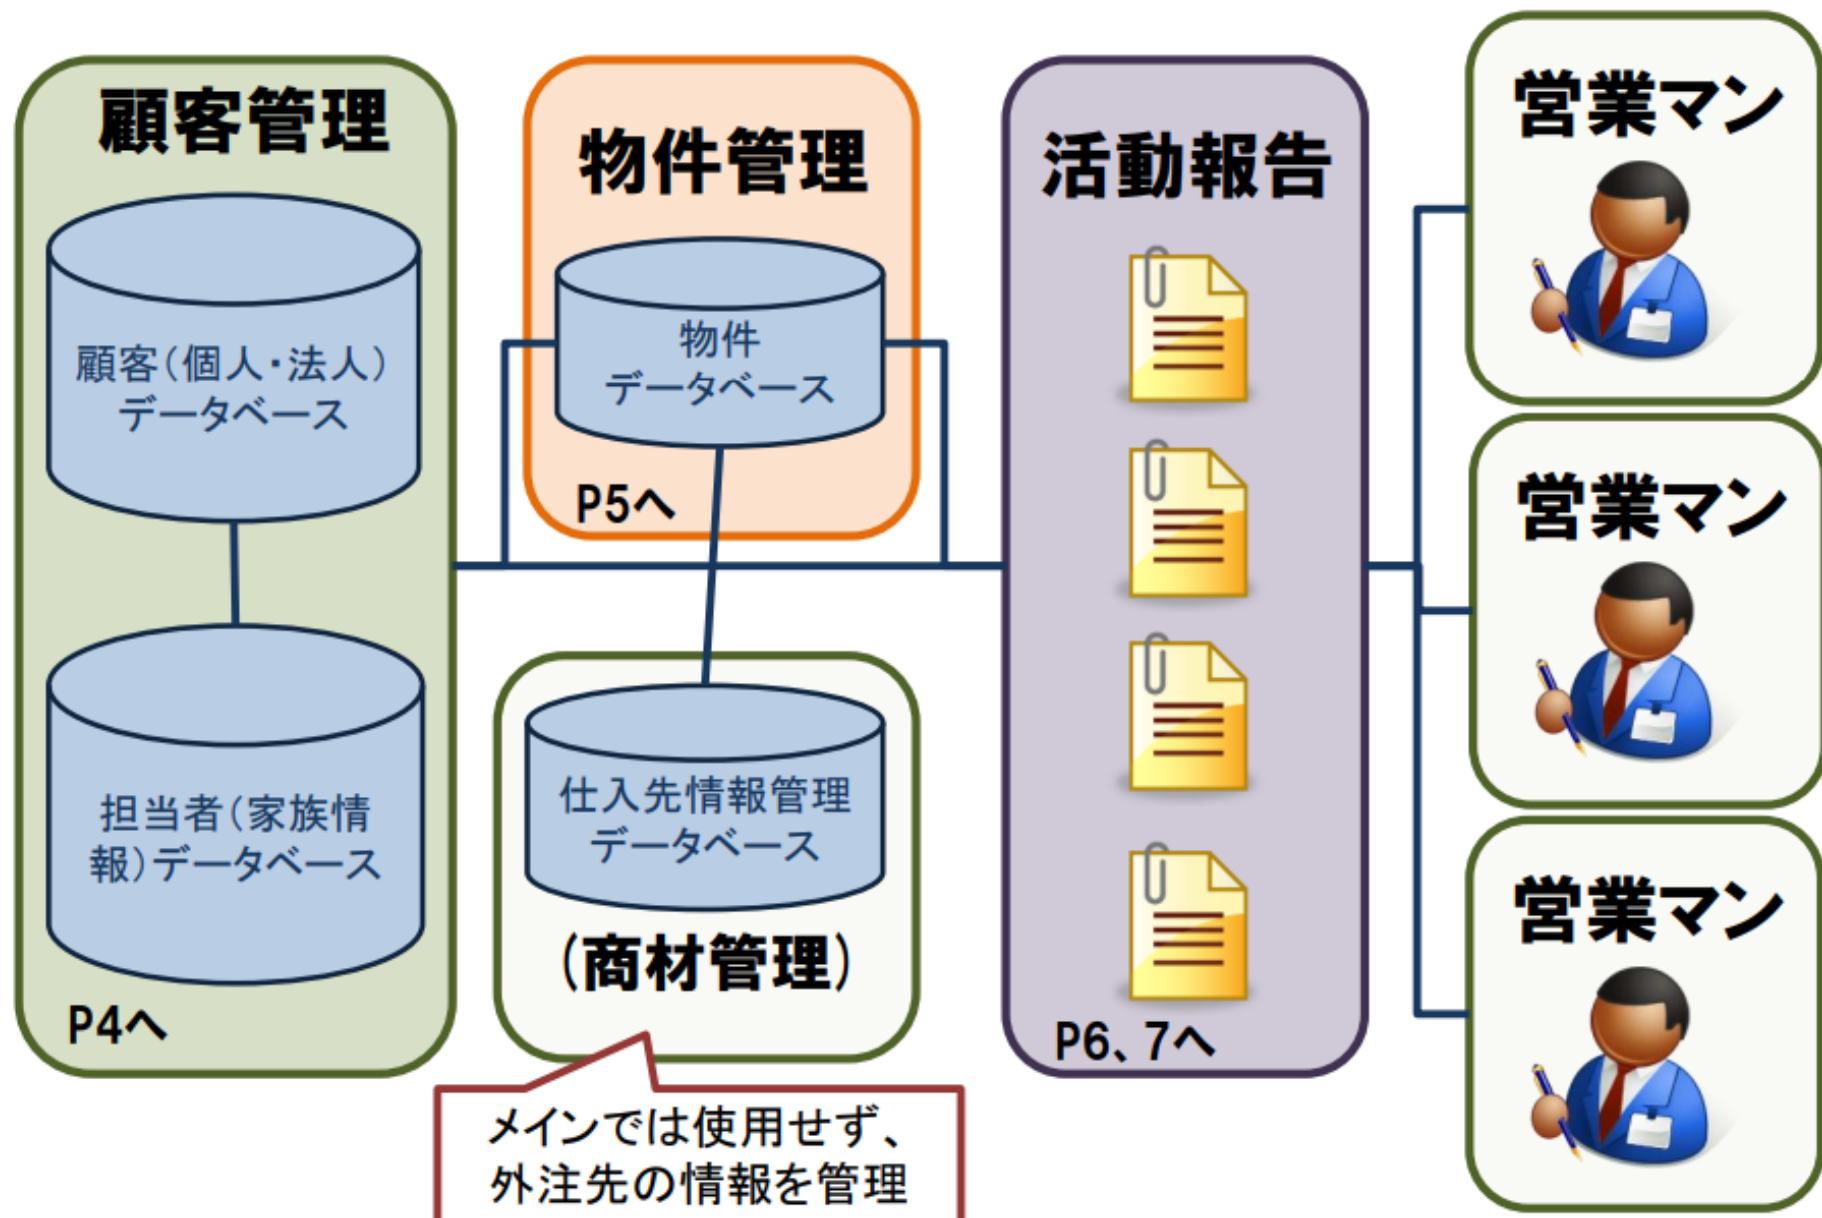 顧客管理
顧客(個人・法人)
データベース
担当者(家族情
報)データベース
P4へ
物件管理
物件
データベース
P5へ
仕入先情報管理
データベース
(商材管理)
メインでは使用せず、
外注先の情報を管理
活動報告
P6、7へ
営業マン
営業マン
営業マン